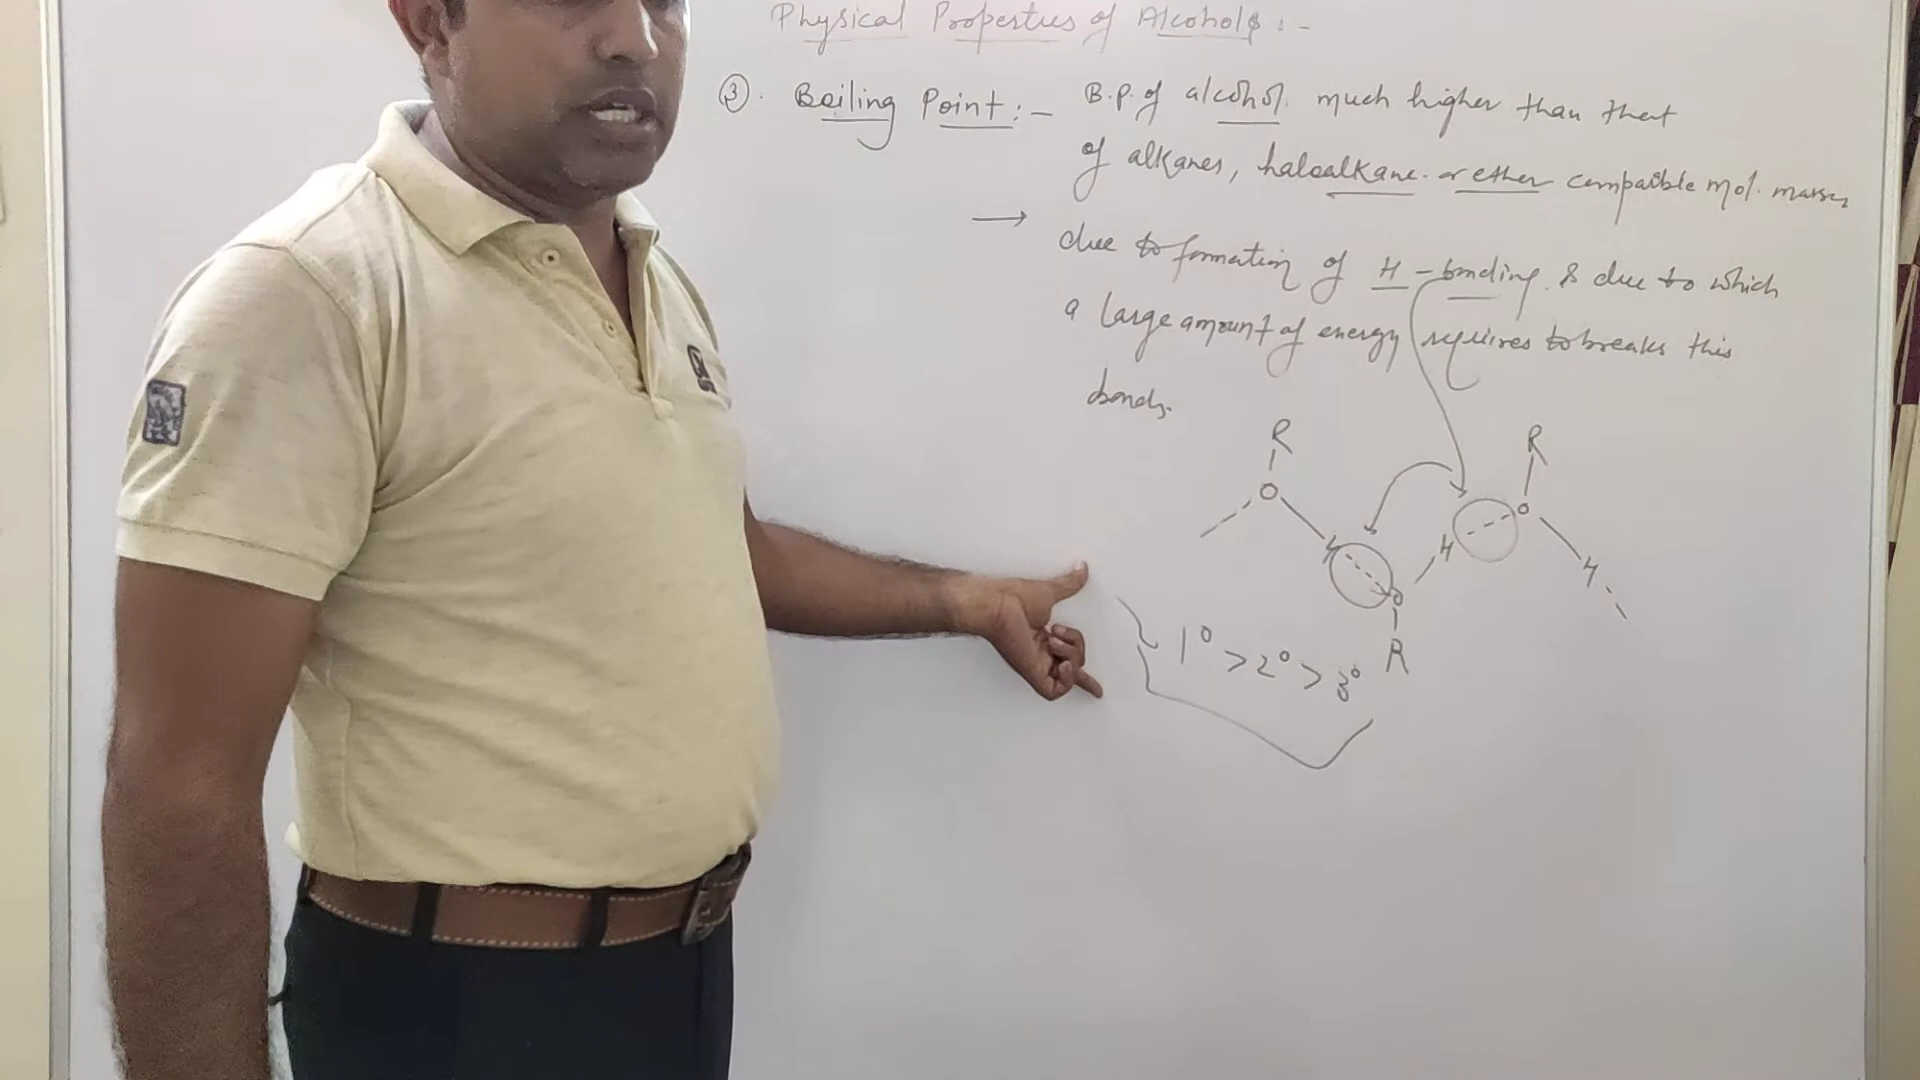 Physical Properties of Alcohols :-
③. Boiling Point :- B.p. of alcohol. much higher than that
of alkanes, haloalkane. or ether compatible mol. masses
→ due to formation of H-bonding. & due to which
a large amount of energy requires to breaks this
bonds.
R R
O O
H H H
O
R
1° > 2° > 3°